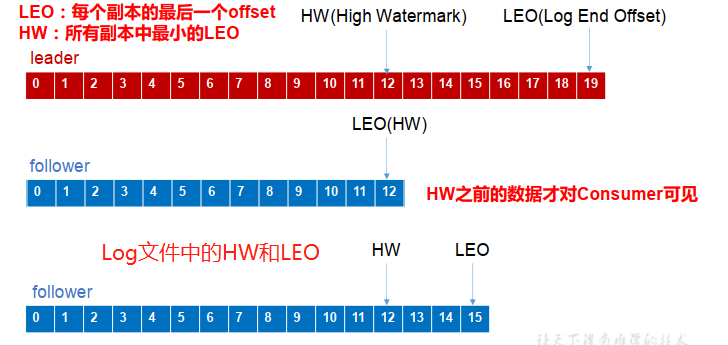 LEO：每个副本的最后一个offset
HW：所有副本中最小的LEO
HW(High Watermark)
LEO(Log End Offset)
leader
0 1 2 3 4 5 6 7 8 9 10 11 12 13 14 15 16 17 18 19
LEO(HW)
follower
0 1 2 3 4 5 6 7 8 9 10 11 12
HW之前的数据才对Consumer可见
Log文件中的HW和LEO
HW
LEO
follower
0 1 2 3 4 5 6 7 8 9 10 11 12 13 14 15
让天下没有难学的技术